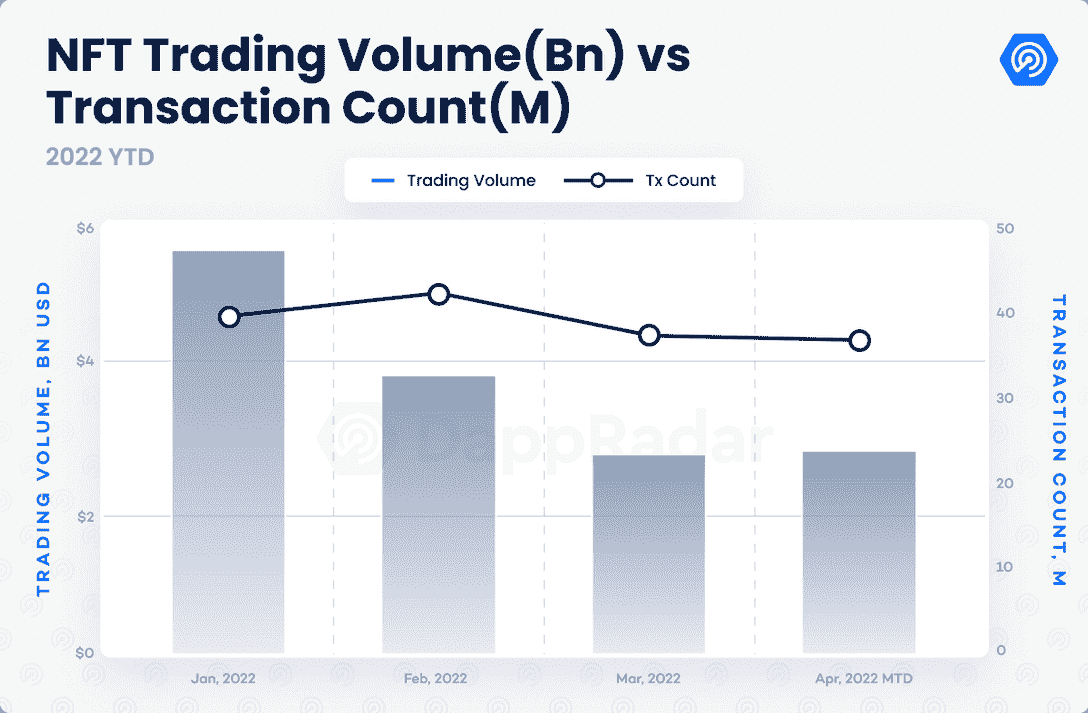 NFT Trading Volume(Bn) vs
Transaction Count(M)
2022 YTD
Trading Volume
Tx Count
$6
$4
$2
$0
TRADING VOLUME, BN USD
DappRadar
50
40
30
20
10
0
TRANSACTION COUNT, M
Jan, 2022
Feb, 2022
Mar, 2022
Apr, 2022 MTD